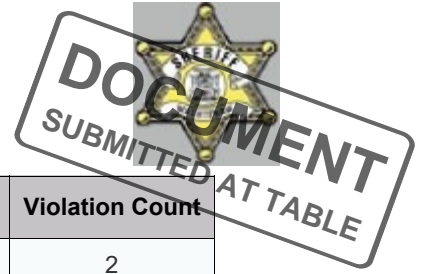 SHERIFF
DOCUMENT
SUBMITTED AT TABLE
Violation Count
2